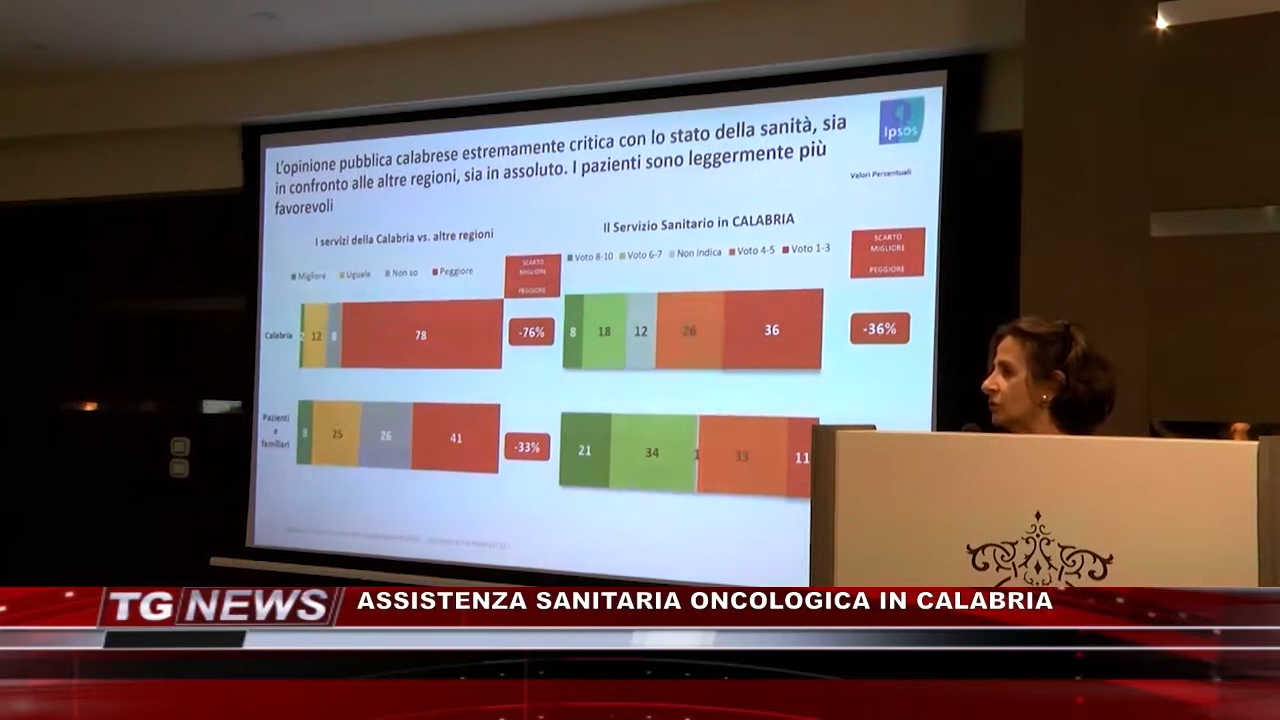 L'opinione pubblica calabrese estremamente critica con lo stato della sanità, sia
in confronto alle altre regioni, sia in assoluto. I pazienti sono leggermente più
favorevoli
Ipsos
Valori Percentuali
I servizi della Calabria vs. altre regioni
Migliore Uguale Non so Peggiore
SCARTO
MIGLIORE
PEGGIORE
Il Servizio Sanitario in CALABRIA
Voto 8-10 Voto 6-7 Non indica Voto 4-5 Voto 1-3
SCARTO
MIGLIORE
PEGGIORE
Calabria
2 12 8 78
-76%
8 18 12 26 36
-36%
Pazienti
e
familiari
8 25 26 41
-33%
21 34 1 33 11
TG NEWS
ASSISTENZA SANITARIA ONCOLOGICA IN CALABRIA